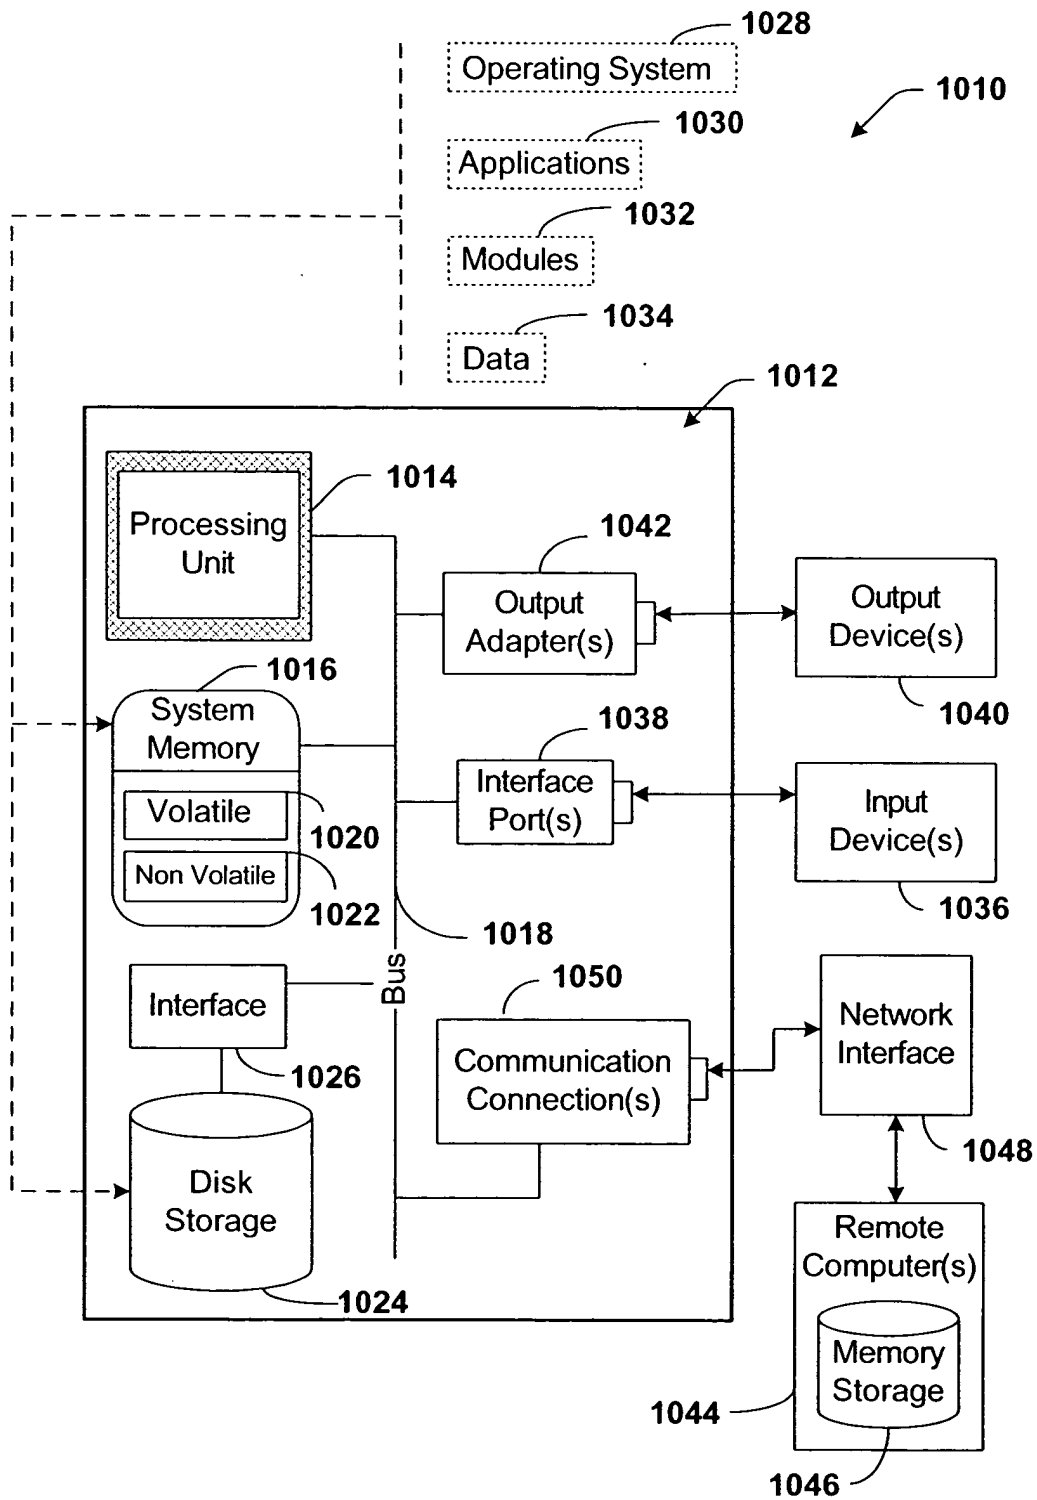 1028
Operating System
1010
1030
Applications
1032
Modules
1034
Data
1012
1014
Processing
Unit
1042
Output
Adapter(s)
Output
Device(s)
1040
1016
System
Memory
1038
Interface
Port(s)
Input
Device(s)
1036
Volatile
1020
Non Volatile
1022
1018
Bus
1050
Interface
1026
Communication
Connection(s)
Network
Interface
1048
Disk
Storage
1024
Remote
Computer(s)
Memory
Storage
1044
1046